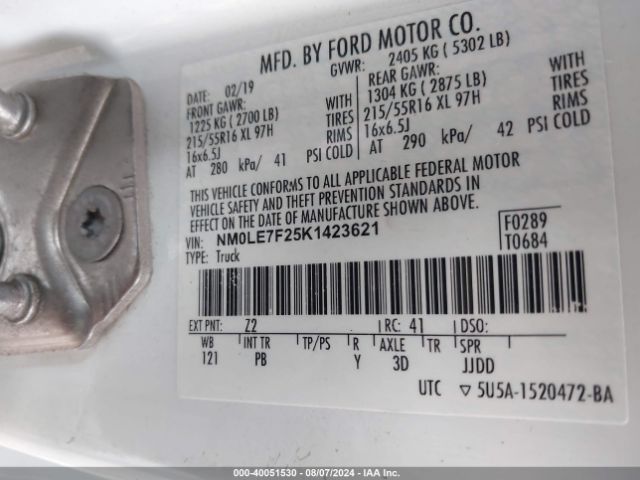 MFD. BY FORD MOTOR CO.
DATE: 02/19 GVWR: 2405 KG ( 5302 LB)
FRONT GAWR: REAR GAWR:
1225 KG ( 2700 LB) WITH 1304 KG ( 2875 LB) WITH
215/55R16 XL 97H TIRES 215/55R16 XL 97H TIRES
16x6.5J RIMS 16x6.5J RIMS
AT 280 kPa/ 41 PSI COLD AT 290 kPa/ 42 PSI COLD
THIS VEHICLE CONFORMS TO ALL APPLICABLE FEDERAL MOTOR
VEHICLE SAFETY AND THEFT PREVENTION STANDARDS IN
EFFECT ON THE DATE OF MANUFACTURE SHOWN ABOVE.
VIN: NM0LE7F25K1423621 F0289
TYPE: Truck T0684
EXT PNT: Z2 RC: 41 DSO:
WB INT TR TP/PS R AXLE TR SPR
121 PB Y 3D JJDD
UTC ▽ 5U5A-1520472-BA
000-40051530 - 08/07/2024 - IAA Inc.